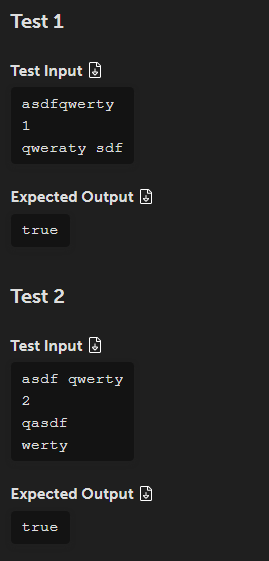 Test 1
Test Input
asdfqwerty
1
qweraty sdf
Expected Output
true
Test 2
Test Input
asdf qwerty
2
qasdf
werty
Expected Output
true